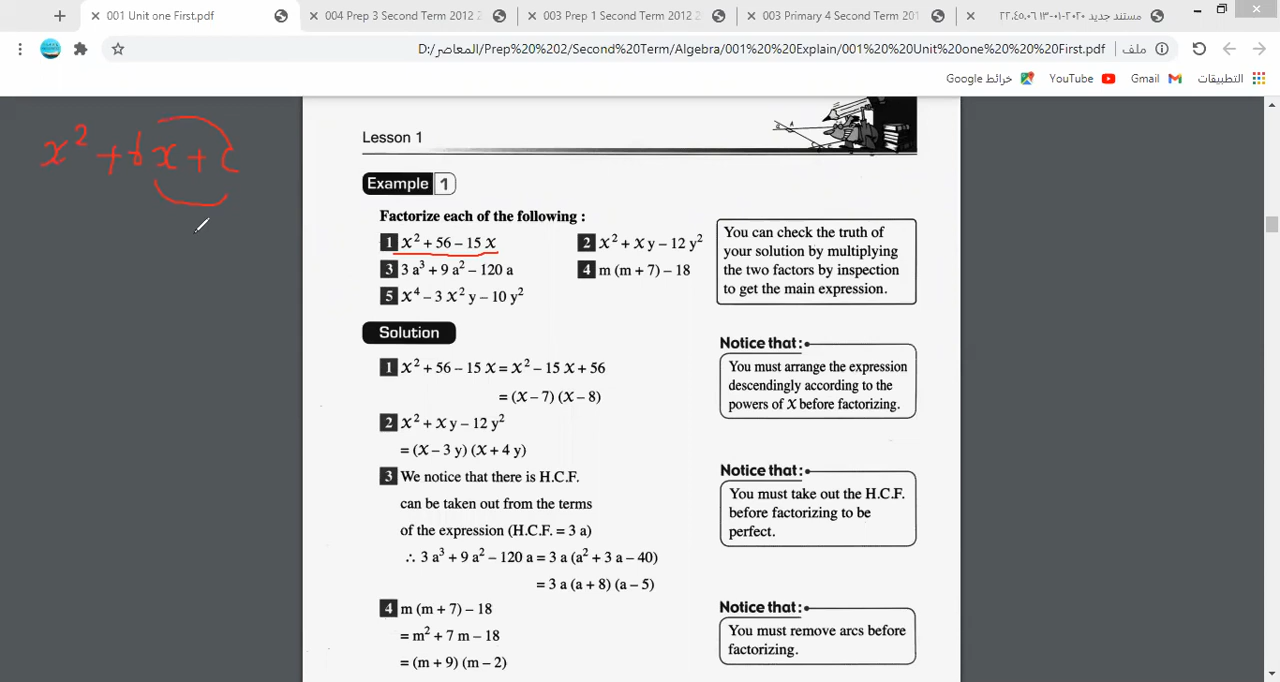 001 Unit one First.pdf
004 Prep 3 Second Term 2012 2
003 Prep 1 Second Term 2012 2
003 Primary 4 Second Term 201
مستند جديد ٢٠٢٠-٠١-١٣ ٢٢.٤٥.٠٦
D:/المعاصر/Prep%20%202/Second%20Term/Algebra/001%20%20Explain/001%20%20Unit%20one%20%20%20First.pdf
ملف
خرائط Google
YouTube
Gmail
التطبيقات
x² + bx + c
Lesson 1
Example 1
Factorize each of the following :
1 X² + 56 – 15 X
2 X² + X y – 12 y²
3 3 a³ + 9 a² – 120 a
4 m (m + 7) – 18
5 X⁴ – 3 X² y – 10 y²
You can check the truth of
your solution by multiplying
the two factors by inspection
to get the main expression.
Solution
1 X² + 56 – 15 X = X² – 15 X + 56
= (X – 7) (X – 8)
Notice that :
You must arrange the expression
descendingly according to the
powers of X before factorizing.
2 X² + X y – 12 y²
= (X – 3 y) (X + 4 y)
3 We notice that there is H.C.F.
can be taken out from the terms
of the expression (H.C.F. = 3 a)
∴ 3 a³ + 9 a² – 120 a = 3 a (a² + 3 a – 40)
= 3 a (a + 8) (a – 5)
Notice that :
You must take out the H.C.F.
before factorizing to be
perfect.
4 m (m + 7) – 18
= m² + 7 m – 18
= (m + 9) (m – 2)
Notice that :
You must remove arcs before
factorizing.